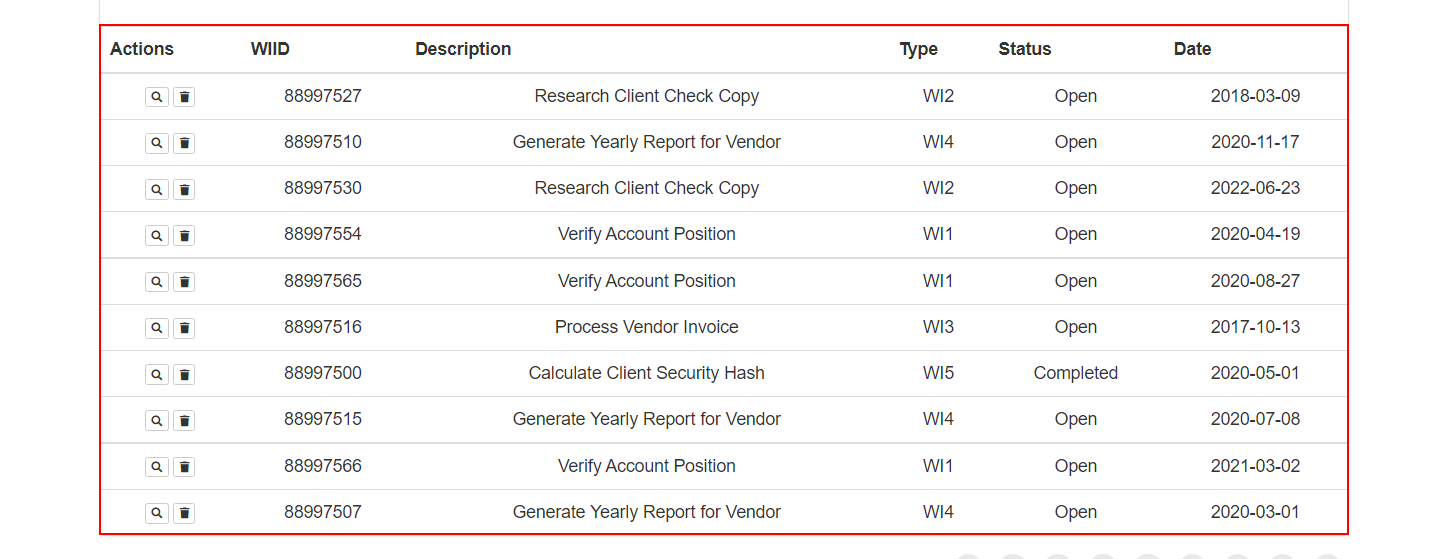 Actions WIID Description Type Status Date
88997527 Research Client Check Copy WI2 Open 2018-03-09
88997510 Generate Yearly Report for Vendor WI4 Open 2020-11-17
88997530 Research Client Check Copy WI2 Open 2022-06-23
88997554 Verify Account Position WI1 Open 2020-04-19
88997565 Verify Account Position WI1 Open 2020-08-27
88997516 Process Vendor Invoice WI3 Open 2017-10-13
88997500 Calculate Client Security Hash WI5 Completed 2020-05-01
88997515 Generate Yearly Report for Vendor WI4 Open 2020-07-08
88997566 Verify Account Position WI1 Open 2021-03-02
88997507 Generate Yearly Report for Vendor WI4 Open 2020-03-01